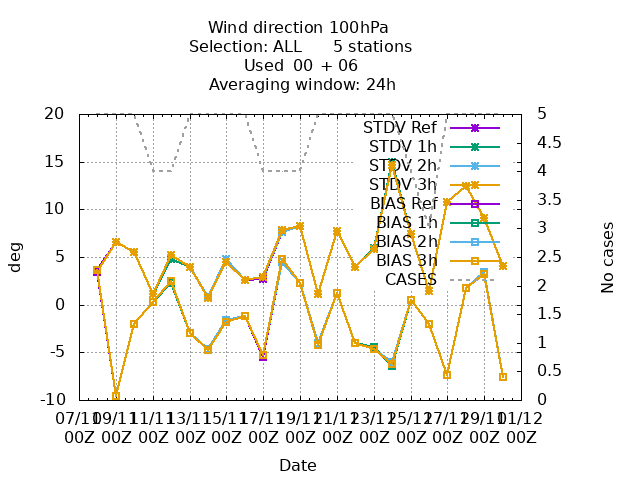 Wind direction 100hPa
Selection: ALL 5 stations
Used 00 + 06
Averaging window: 24h
20
15
10
5
0
-5
-10
deg
5
4.5
4
3.5
3
2.5
2
1.5
1
0.5
0
No cases
STDV Ref
STDV 1h
STDV 2h
STDV 3h
BIAS Ref
BIAS 1h
BIAS 2h
BIAS 3h
CASES
07/11 09/11 11/11 13/11 15/11 17/11 19/11 21/11 23/11 25/11 27/11 29/11 01/12
00Z 00Z 00Z 00Z 00Z 00Z 00Z 00Z 00Z 00Z 00Z 00Z 00Z
Date